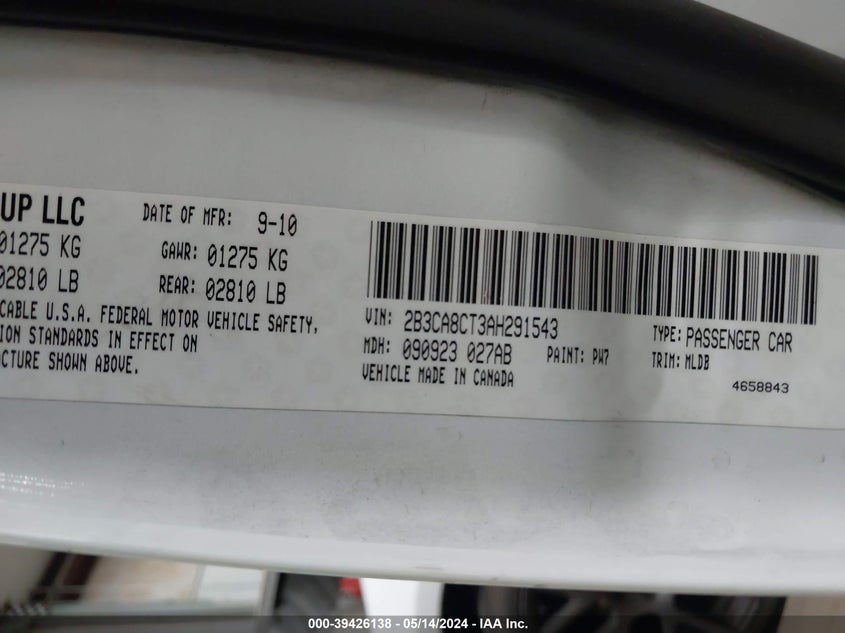 UP LLC
DATE OF MFR: 9-10
01275 KG
GAWR: 01275 KG
02810 LB
REAR: 02810 LB
CABLE U.S.A. FEDERAL MOTOR VEHICLE SAFETY,
ION STANDARDS IN EFFECT ON
ACTURE SHOWN ABOVE.
VIN: 2B3CA8CT3AH291543
TYPE: PASSENGER CAR
MDH: 090923 027AB
PAINT: PW7
TRIM: MLDB
VEHICLE MADE IN CANADA
4658843
000-39426138 - 05/14/2024 - IAA Inc.